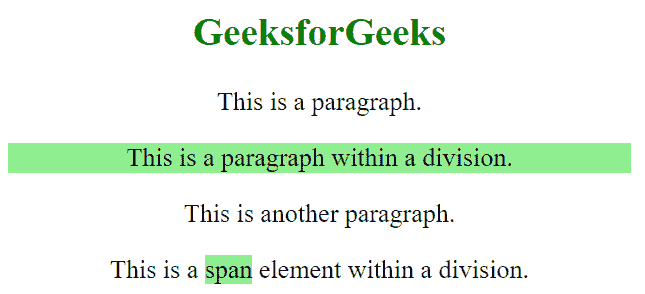 GeeksforGeeks
This is a paragraph.
This is a paragraph within a division.
This is another paragraph.
This is a span element within a division.